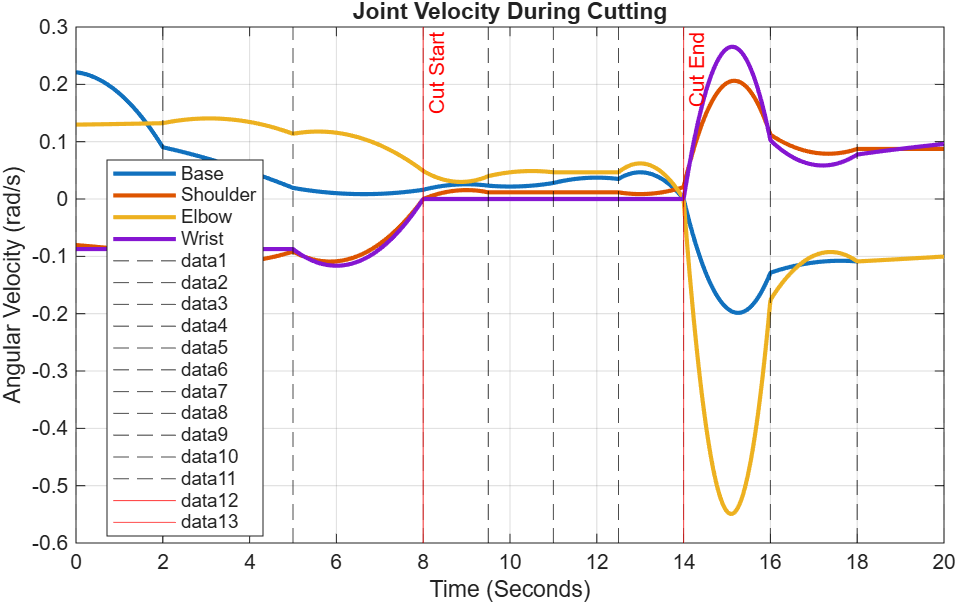 Joint Velocity During Cutting
0.3
0.2
0.1
0
-0.1
-0.2
-0.3
-0.4
-0.5
-0.6
Angular Velocity (rad/s)
Cut Start
Cut End
Base
Shoulder
Elbow
Wrist
data1
data2
data3
data4
data5
data6
data7
data8
data9
data10
data11
data12
data13
0 2 4 6 8 10 12 14 16 18 20
Time (Seconds)